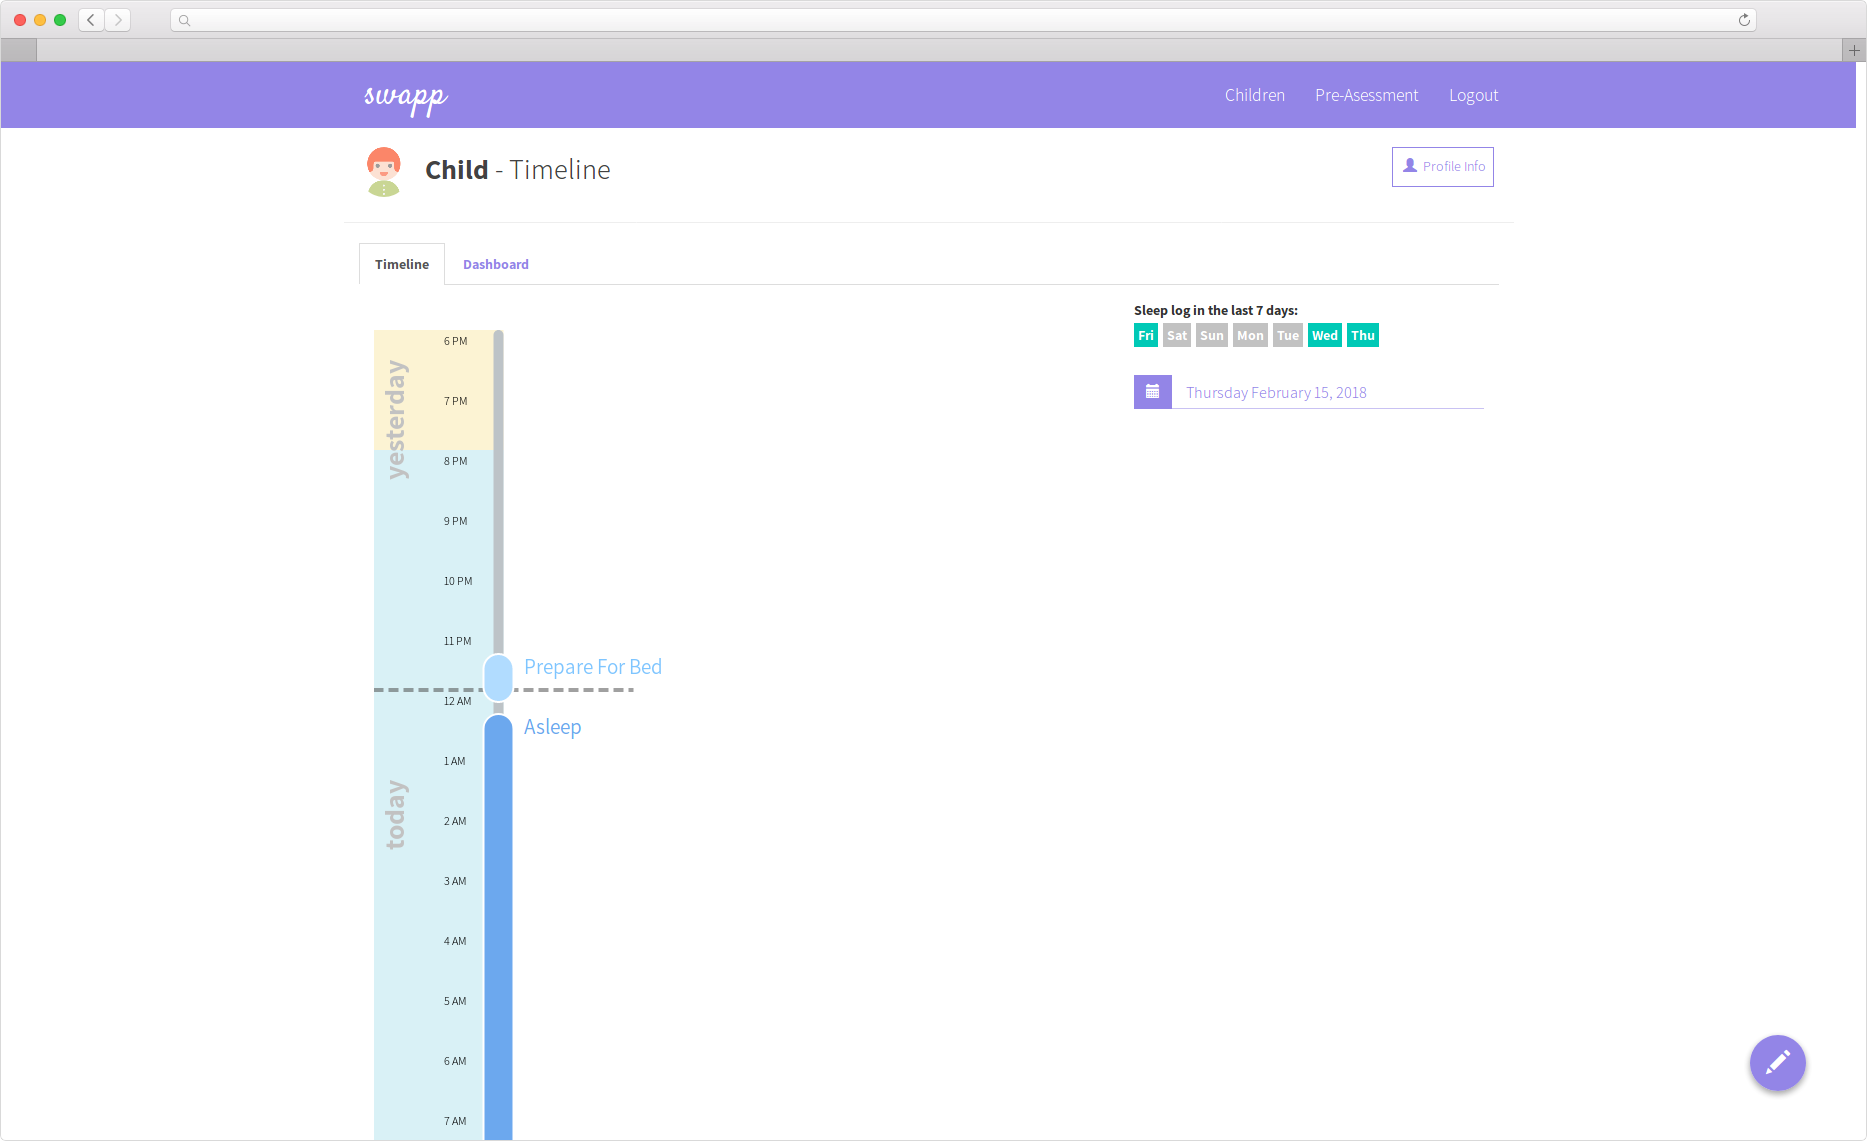 swapp
Children Pre-Asessment Logout
Child - Timeline
Profile Info
Timeline Dashboard
Sleep log in the last 7 days:
Fri Sat Sun Mon Tue Wed Thu
Thursday February 15, 2018
yesterday
6 PM
7 PM
8 PM
9 PM
10 PM
11 PM
Prepare For Bed
12 AM
Asleep
today
1 AM
2 AM
3 AM
4 AM
5 AM
6 AM
7 AM